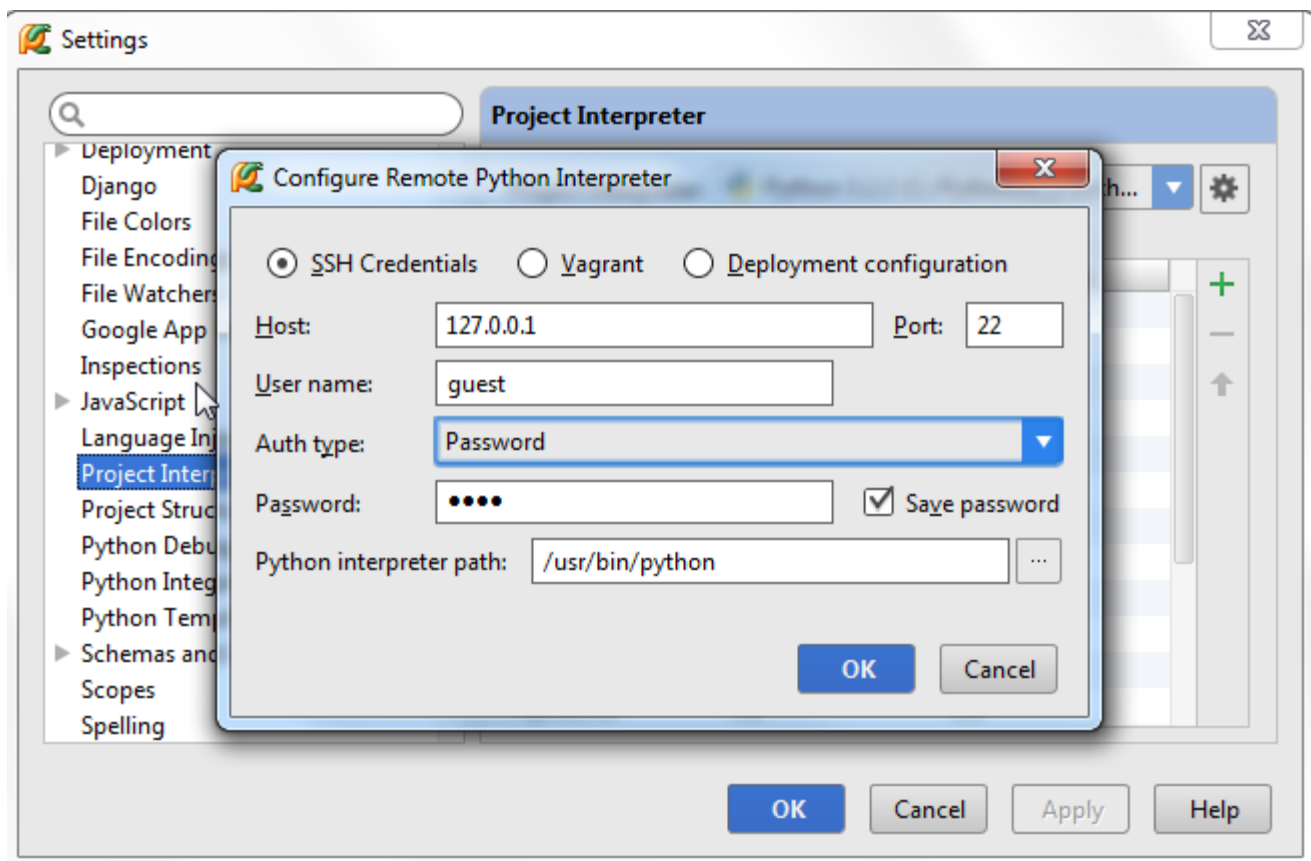 Settings
Project Interpreter
Deployment
Django
File Colors
File Encoding
File Watchers
Google App
Inspections
JavaScript
Language Inj
Project Inter
Project Struc
Python Debu
Python Integ
Python Temp
Schemas and
Scopes
Spelling
Configure Remote Python Interpreter
SSH Credentials Vagrant Deployment configuration
Host: 127.0.0.1 Port: 22
User name: guest
Auth type: Password
Password: •••• Save password
Python interpreter path: /usr/bin/python ...
OK Cancel
OK Cancel Apply Help